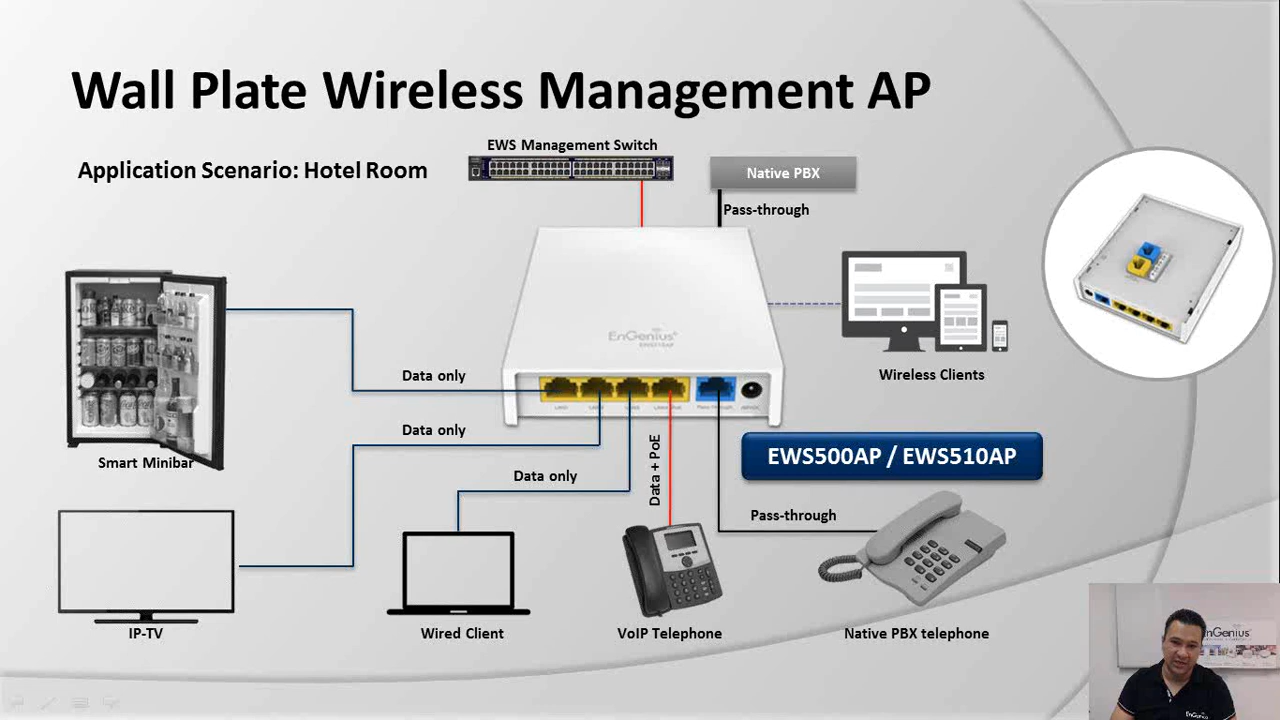 Wall Plate Wireless Management AP
Application Scenario: Hotel Room
EWS Management Switch
Native PBX
Pass-through
EnGenius
Data only
Wireless Clients
Data only
Smart Minibar
Data only
Data + PoE
EWS500AP / EWS510AP
Pass-through
IP-TV
Wired Client
VoIP Telephone
Native PBX telephone
EnGenius
EnGenius